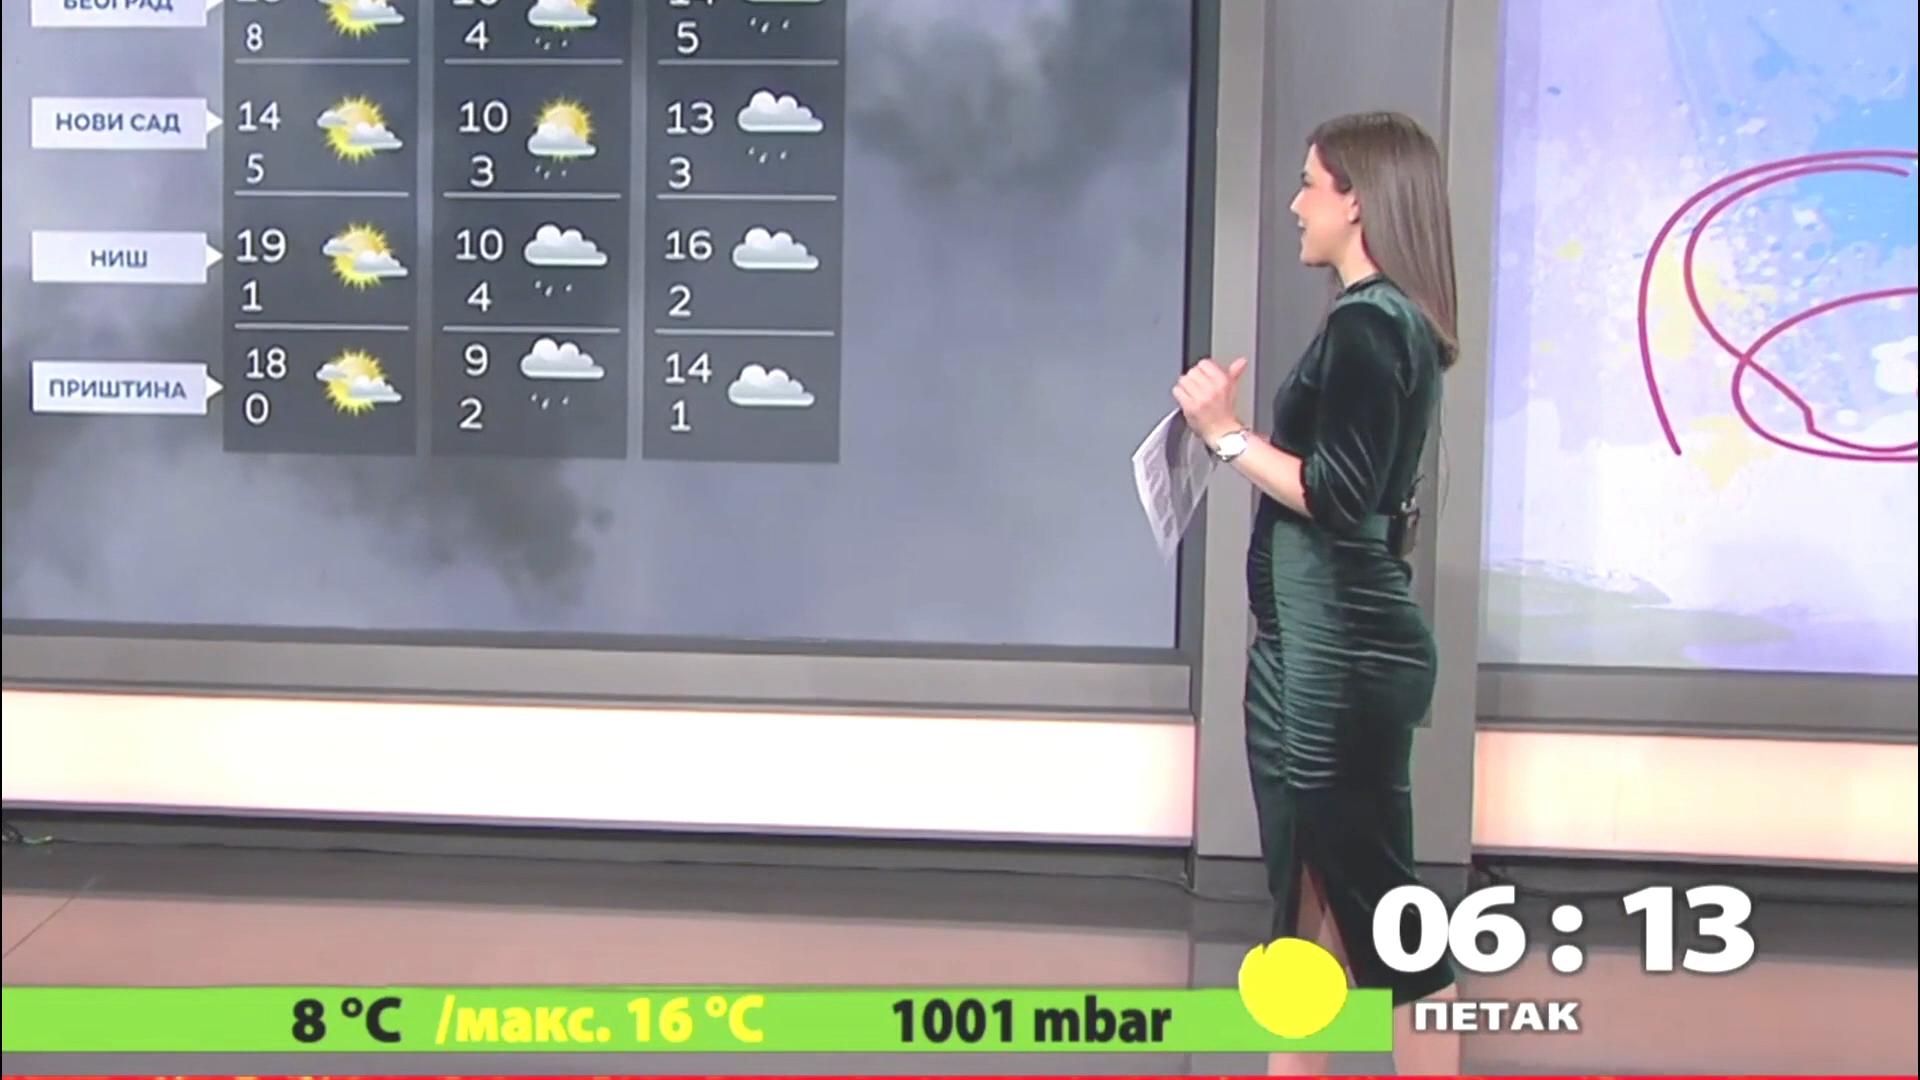 БЕОГРАД
8 4 5
НОВИ САД 14 10 13
5 3 3
НИШ 19 10 16
1 4 2
ПРИШТИНА 18 9 14
0 2 1
06:13
8 °C /макс. 16 °C 1001 mbar
ПЕТАК